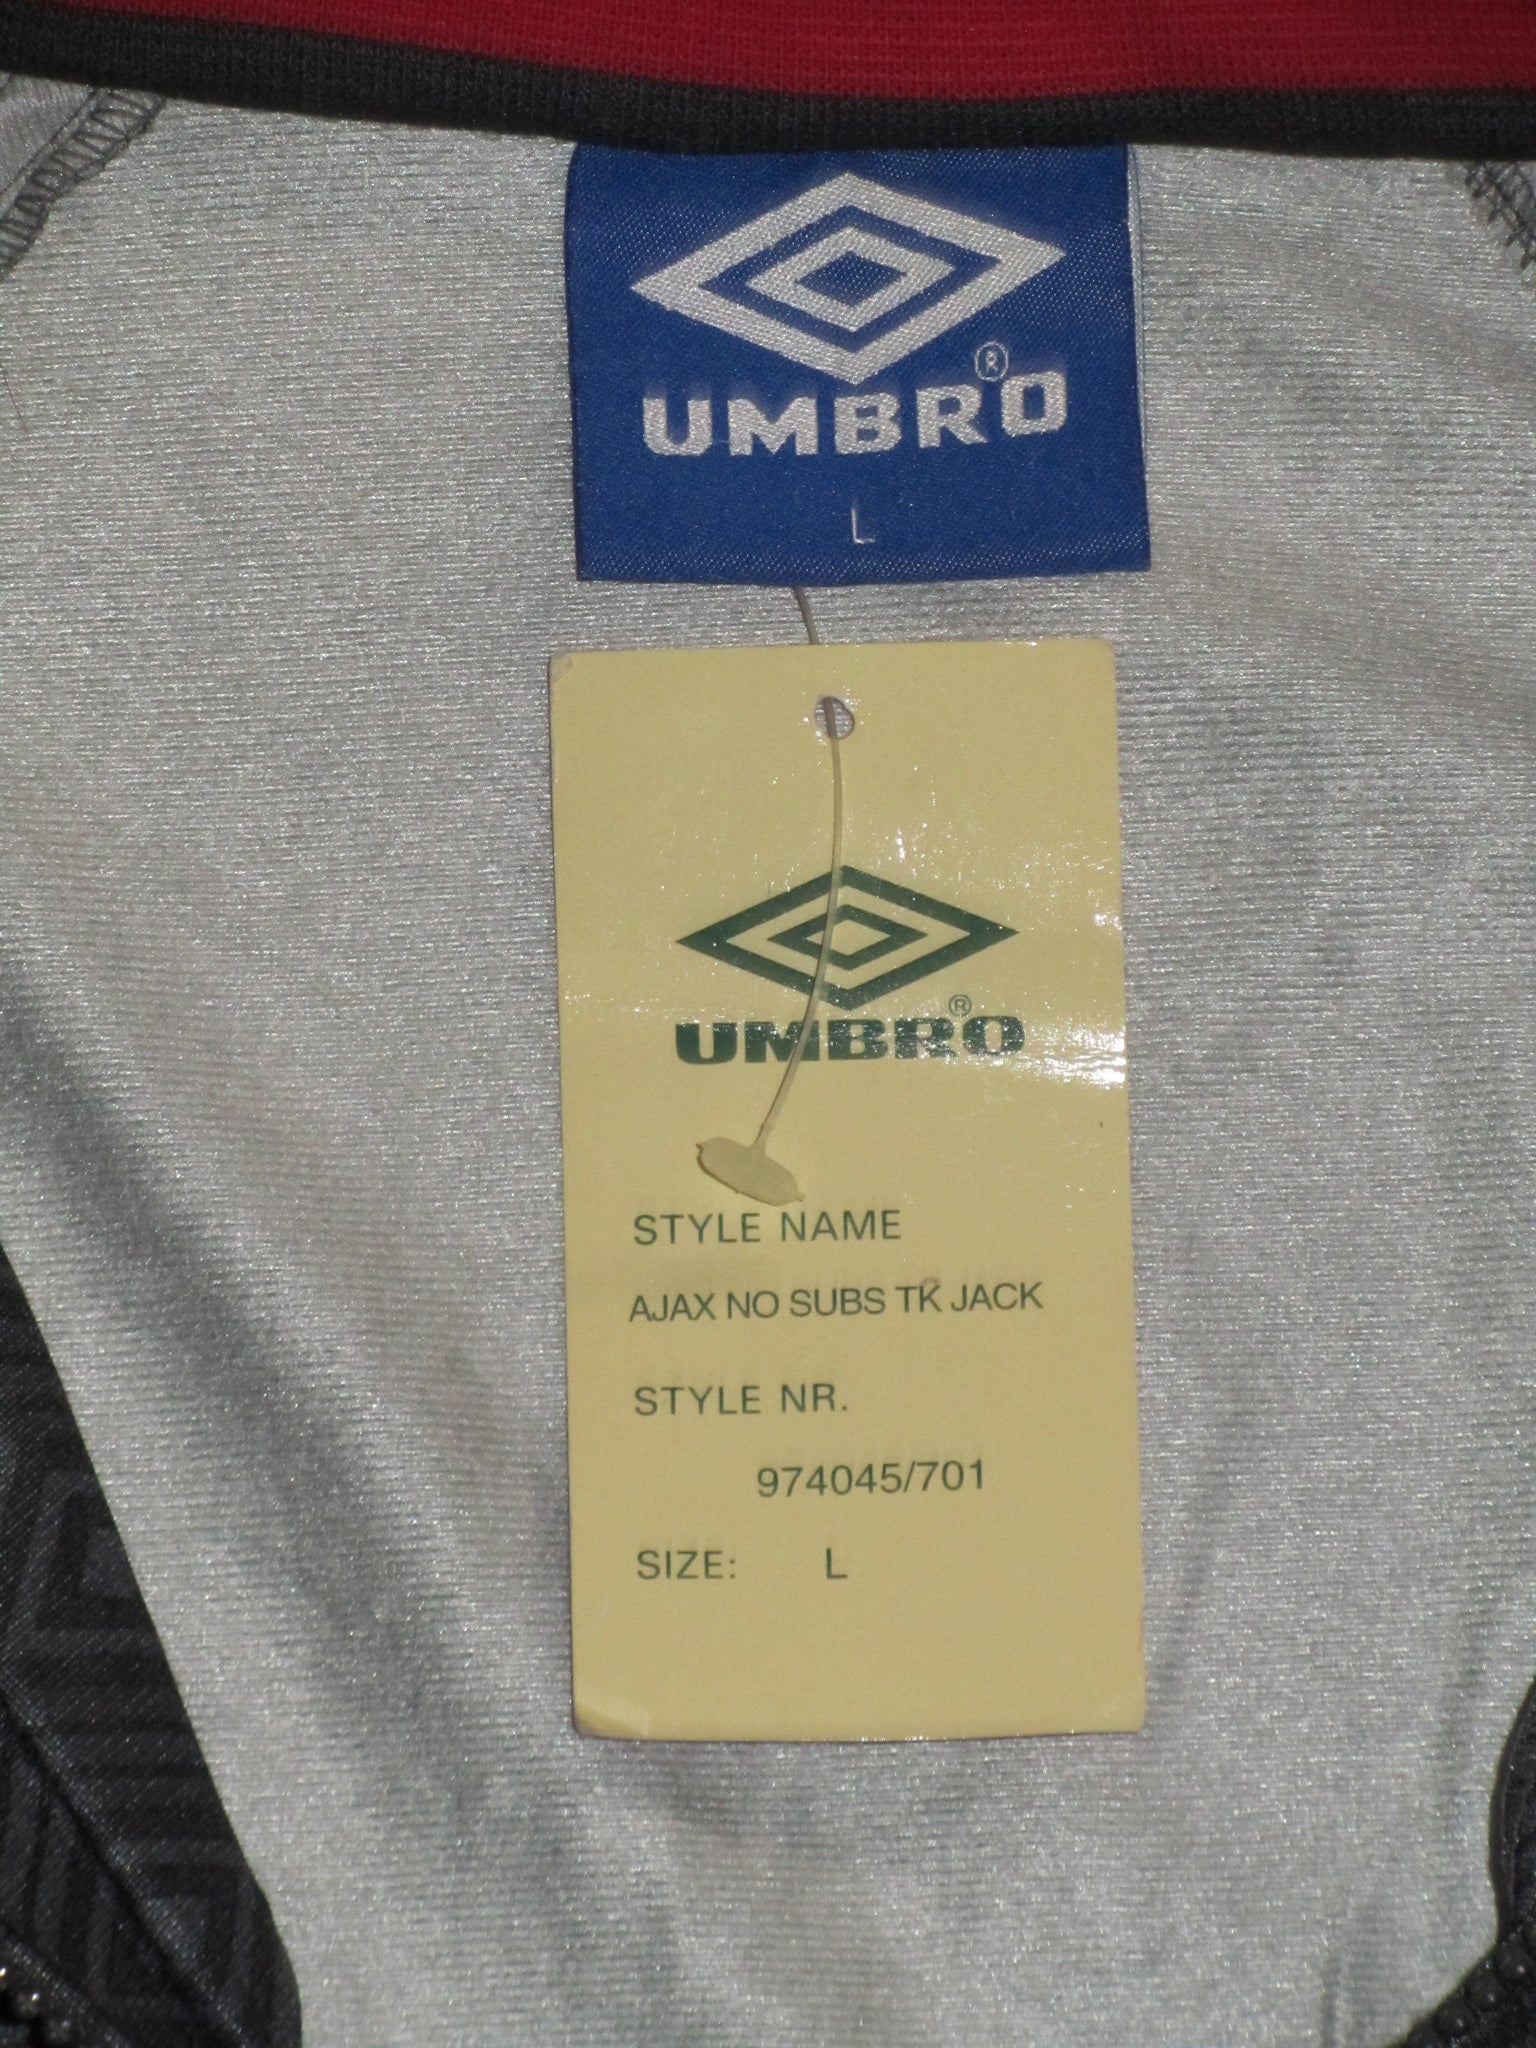 UMBRO®
L
UMBRO®
STYLE NAME
AJAX NO SUBS TK JACK
STYLE NR.
974045/701
SIZE: L